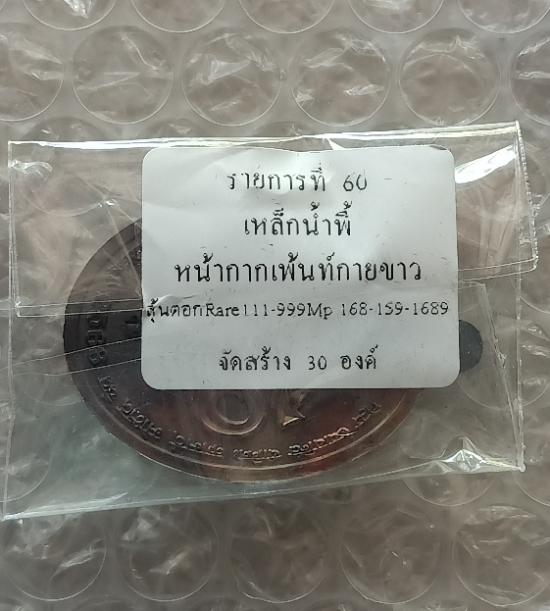 รายการที่ 60
เหล็กน้ำพี้
หน้ากากเพ้นท์กายขาว
ลุ้นตอกRare111-999Mp 168-159-1689
จัดสร้าง 30 องค์